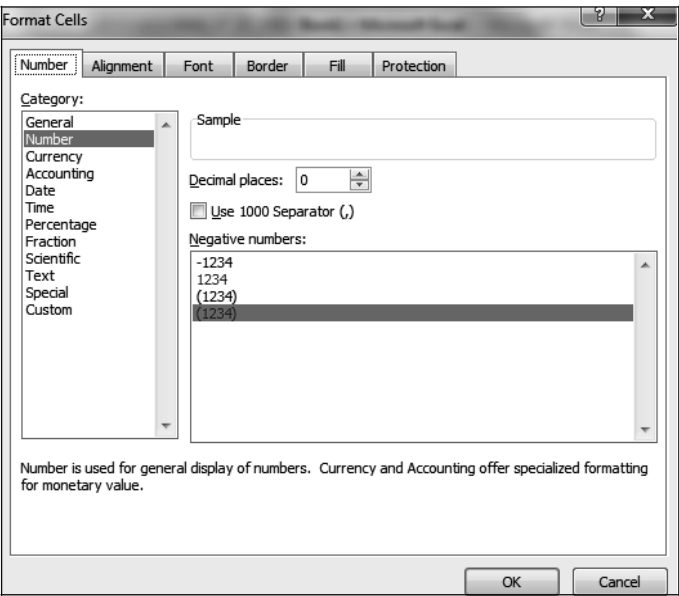 Format Cells
Number Alignment Font Border Fill Protection
Category:
General
Number
Currency
Accounting
Date
Time
Percentage
Fraction
Scientific
Text
Special
Custom
Sample
Decimal places: 0
Use 1000 Separator (,)
Negative numbers:
-1234
1234
(1234)
(1234)
Number is used for general display of numbers. Currency and Accounting offer specialized formatting
for monetary value.
OK Cancel